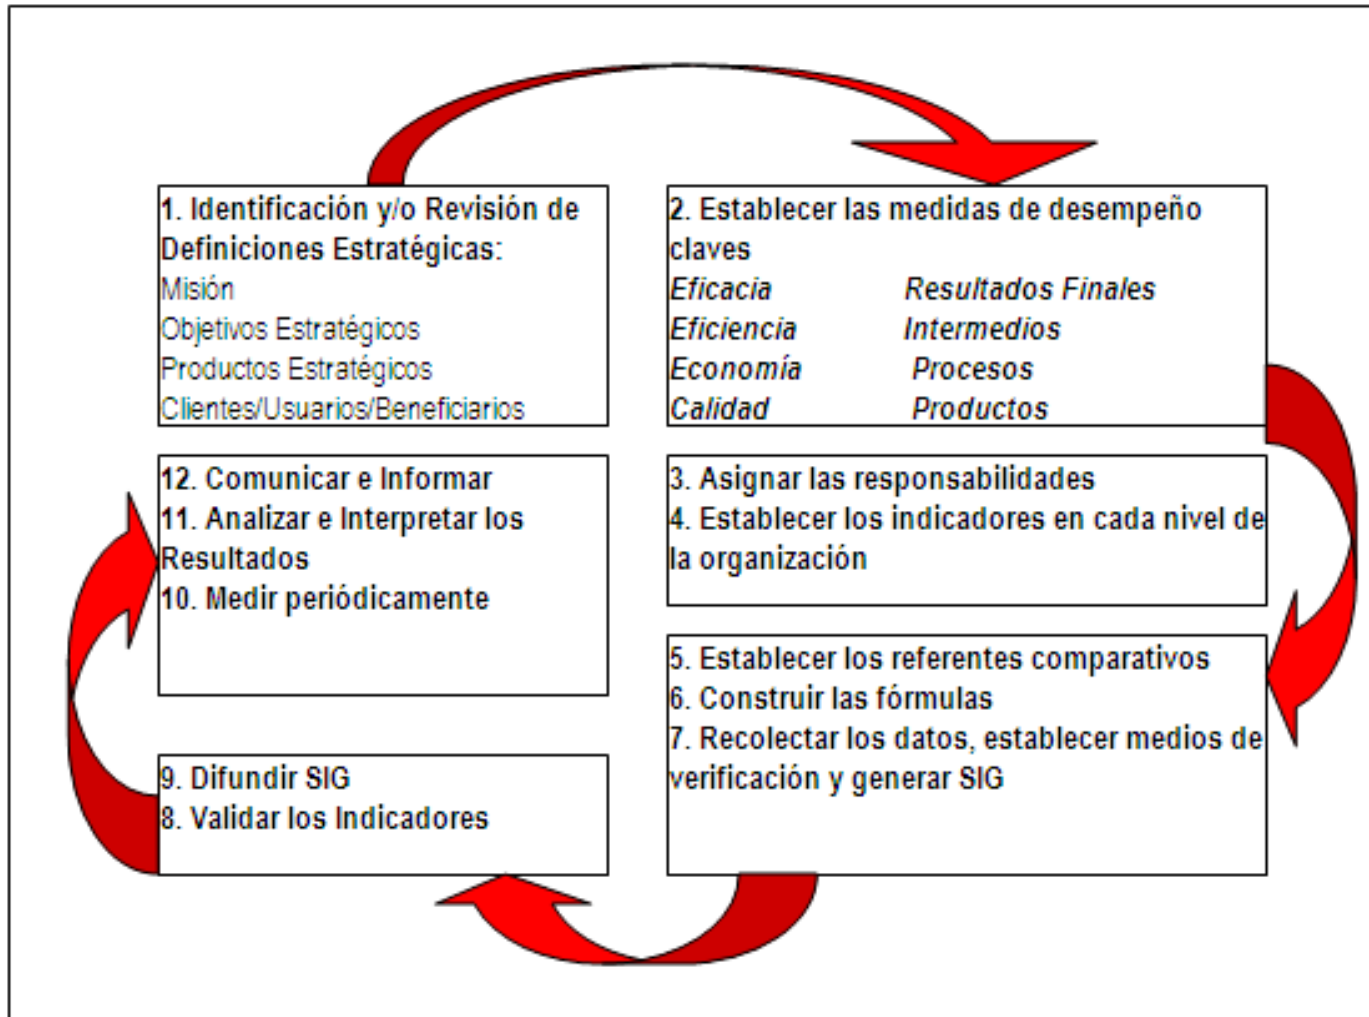 1. Identificación y/o Revisión de
Definiciones Estratégicas:
Misión
Objetivos Estratégicos
Productos Estratégicos
Clientes/Usuarios/Beneficiarios
2. Establecer las medidas de desempeño
claves
Eficacia Resultados Finales
Eficiencia Intermedios
Economía Procesos
Calidad Productos
3. Asignar las responsabilidades
4. Establecer los indicadores en cada nivel de
la organización
5. Establecer los referentes comparativos
6. Construir las fórmulas
7. Recolectar los datos, establecer medios de
verificación y generar SIG
9. Difundir SIG
8. Validar los Indicadores
12. Comunicar e Informar
11. Analizar e Interpretar los
Resultados
10. Medir periódicamente